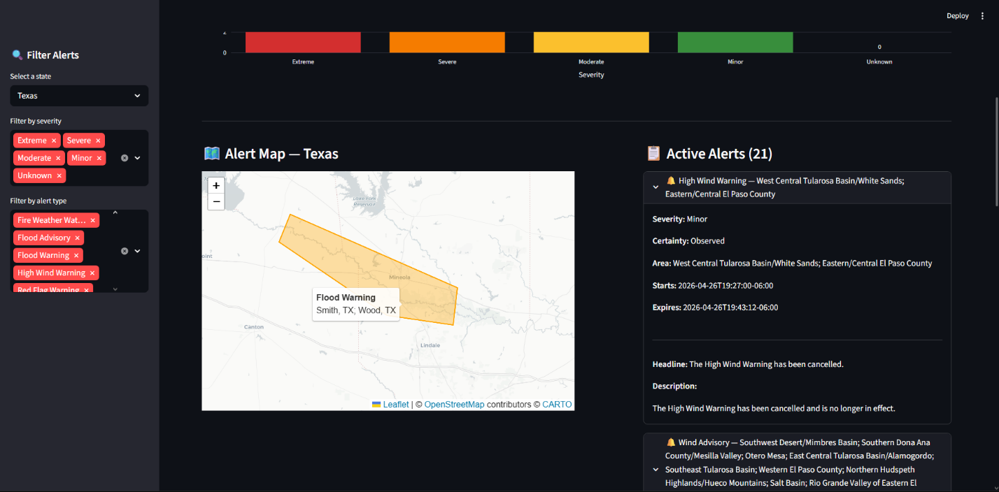 Deploy
Filter Alerts
Select a state
Texas
Filter by severity
Extreme × Severe ×
Moderate × Minor ×
Unknown ×
Filter by alert type
Fire Weather Wat... ×
Flood Advisory ×
Flood Warning ×
High Wind Warning ×
Red Flag Warning ×
2
0
0
Extreme Severe Moderate Minor Unknown
Severity
Alert Map — Texas
+
−
Lake Fork
Reservoir
oint
Mineola
Flood Warning
Smith, TX; Wood, TX
Canton
Lindale
Leaflet | © OpenStreetMap contributors © CARTO
Active Alerts (21)
High Wind Warning — West Central Tularosa Basin/White Sands;
Eastern/Central El Paso County
Severity: Minor
Certainty: Observed
Area: West Central Tularosa Basin/White Sands; Eastern/Central El Paso County
Starts: 2026-04-26T19:27:00-06:00
Expires: 2026-04-26T19:43:12-06:00
Headline: The High Wind Warning has been cancelled.
Description:
The High Wind Warning has been cancelled and is no longer in effect.
Wind Advisory — Southwest Desert/Mimbres Basin; Southern Dona Ana
County/Mesilla Valley; Otero Mesa; East Central Tularosa Basin/Alamogordo;
Southeast Tularosa Basin; Western El Paso County; Northern Hudspeth
Highlands/Hueco Mountains; Salt Basin; Rio Grande Valley of Eastern El